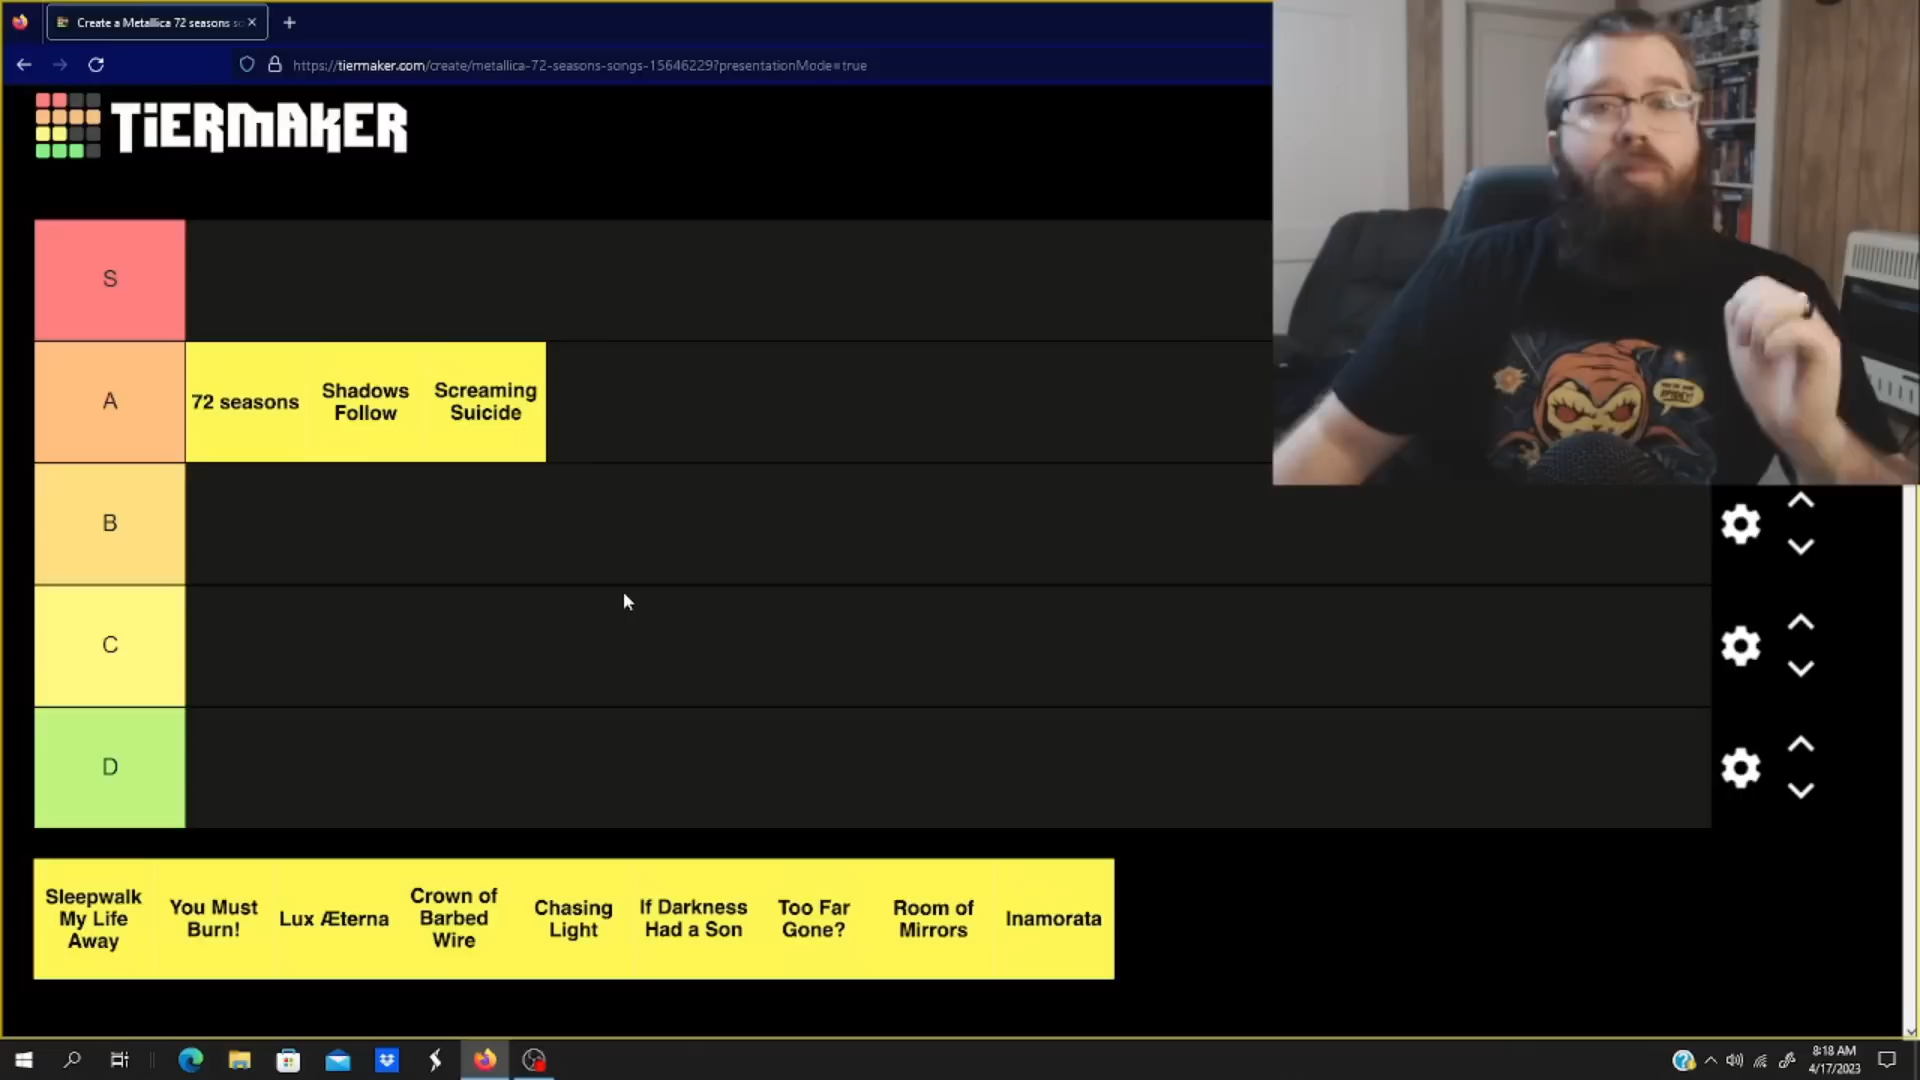 Create a Metallica 72 seasons so
https://tiermaker.com/create/metallica-72-seasons-songs-15646229?presentationMode=true
TiERMAKER
S
A
72 seasons
Shadows
Follow
Screaming
Suicide
B
C
D
Sleepwalk
My Life
Away
You Must
Burn!
Lux Æterna
Crown of
Barbed
Wire
Chasing
Light
If Darkness
Had a Son
Too Far
Gone?
Room of
Mirrors
Inamorata
8:18 AM
4/17/2023